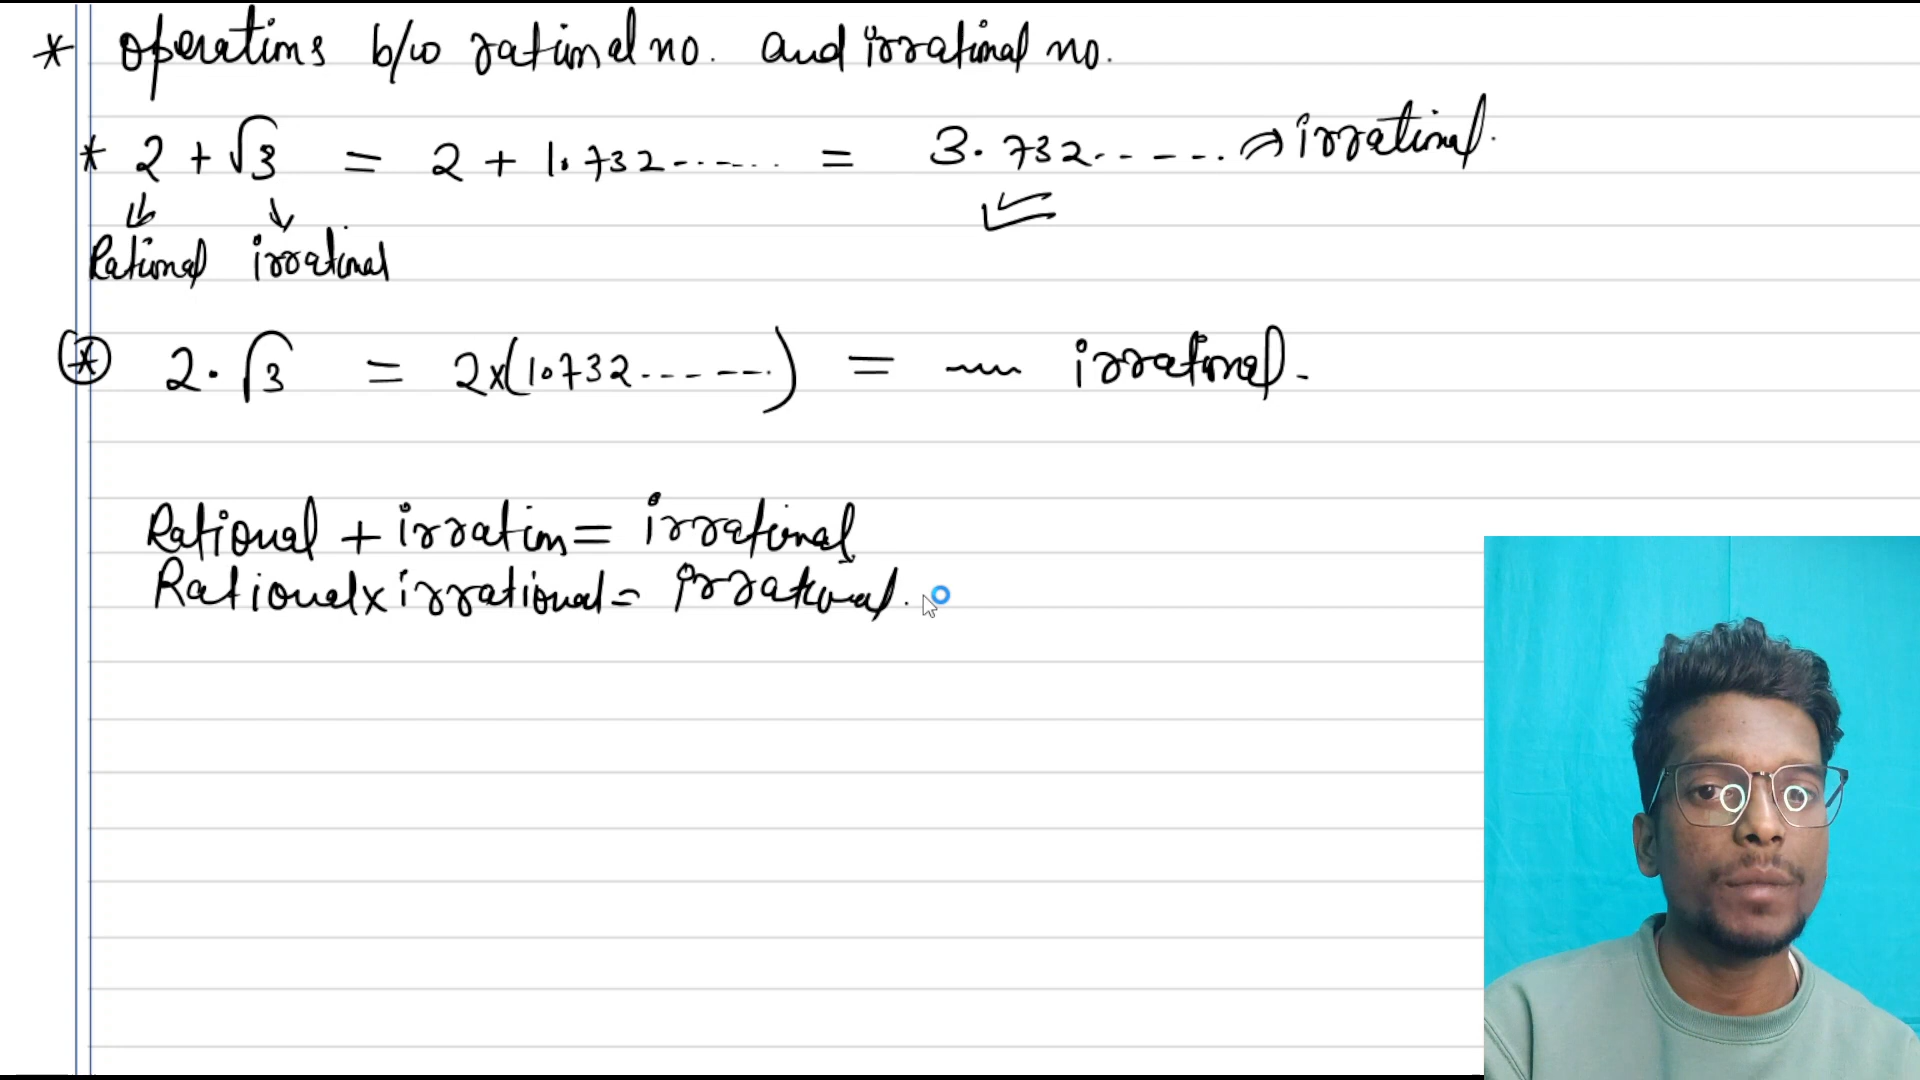 * operations b/w rational no. and irrational no.
* 2 + √3 = 2 + 1.732....... = 3.732....... → irrational.
Rational irrational
* 2·√3 = 2x(1.732.......) = irrational.
Rational + irration = irrational
Rational x irrational = irrational.